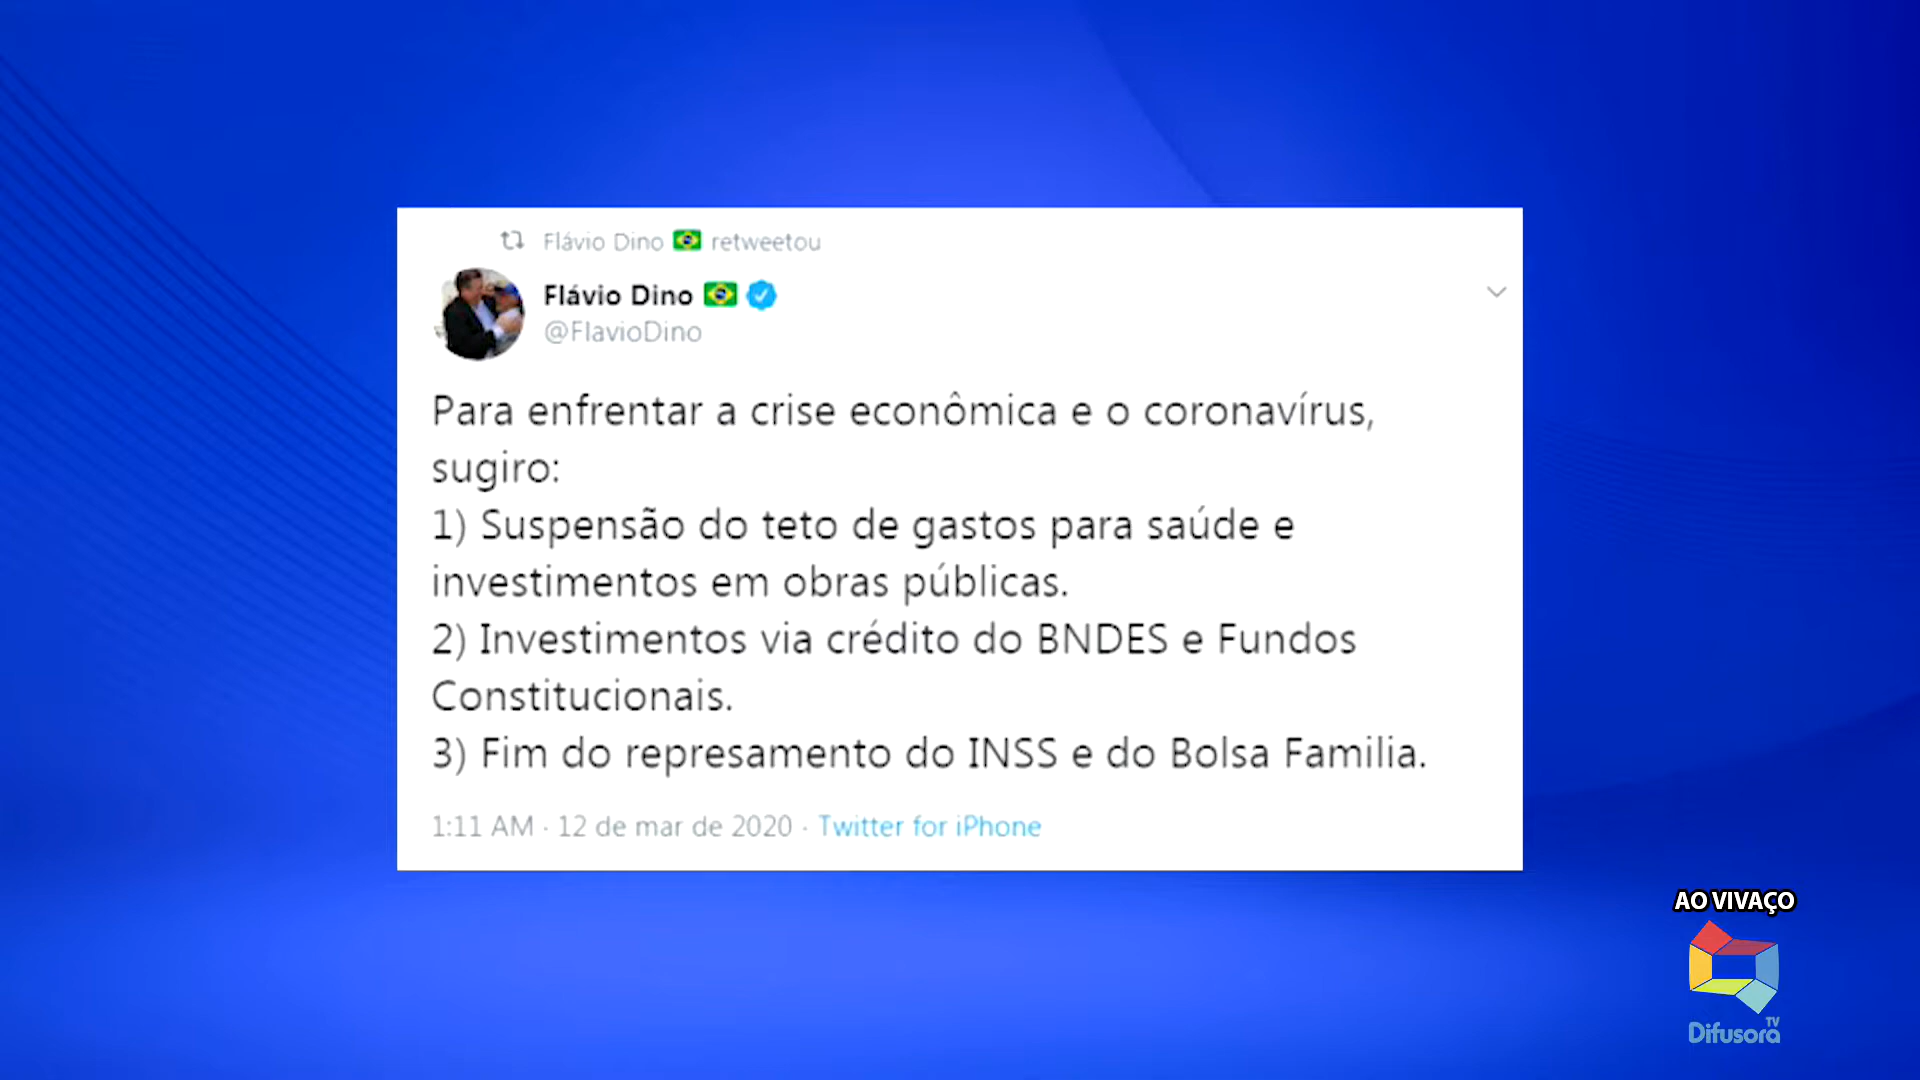 Flávio Dino 🇧🇷 retweetou
Flávio Dino 🇧🇷
@FlavioDino
Para enfrentar a crise econômica e o coronavírus,
sugiro:
1) Suspensão do teto de gastos para saúde e
investimentos em obras públicas.
2) Investimentos via crédito do BNDES e Fundos
Constitucionais.
3) Fim do represamento do INSS e do Bolsa Familia.
1:11 AM · 12 de mar de 2020 · Twitter for iPhone
AO VIVAÇO
TV
Difusora